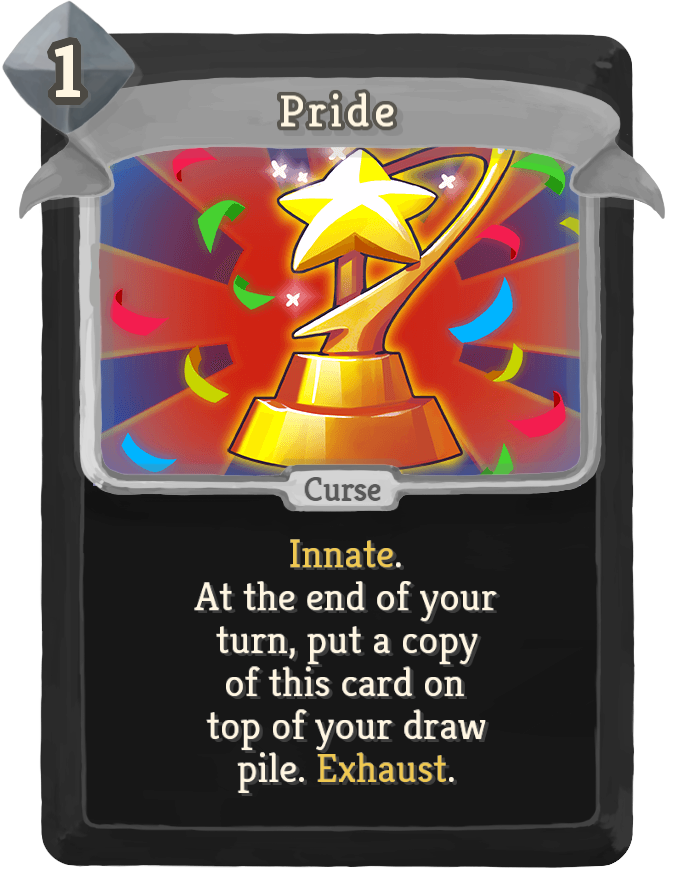 1
Pride
Curse
Innate.
At the end of your
turn, put a copy
of this card on
top of your draw
pile. Exhaust.